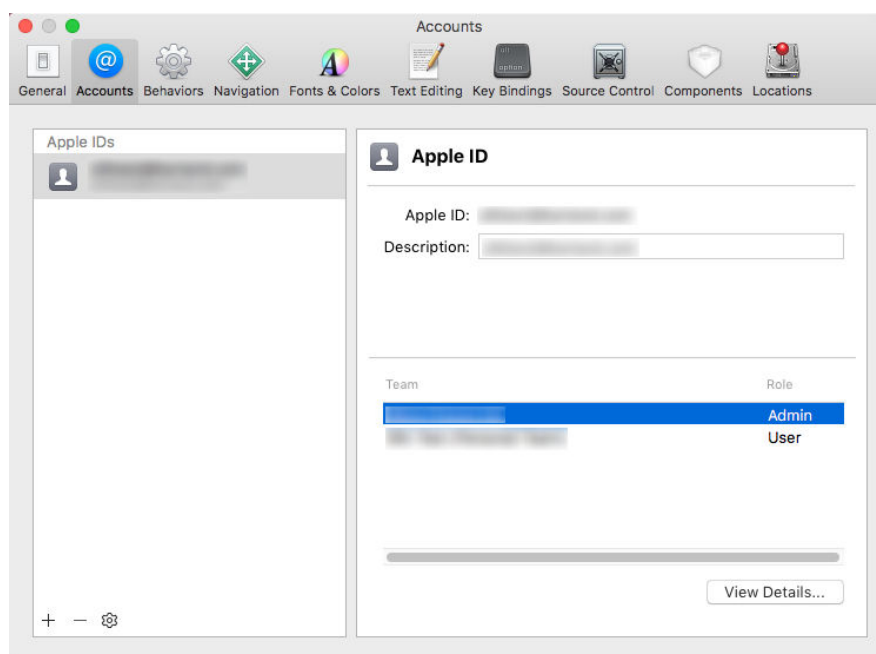 Accounts
General Accounts Behaviors Navigation Fonts & Colors Text Editing Key Bindings Source Control Components Locations
Apple IDs
Apple ID
Apple ID:
Description:
Team Role
Admin
User
View Details...